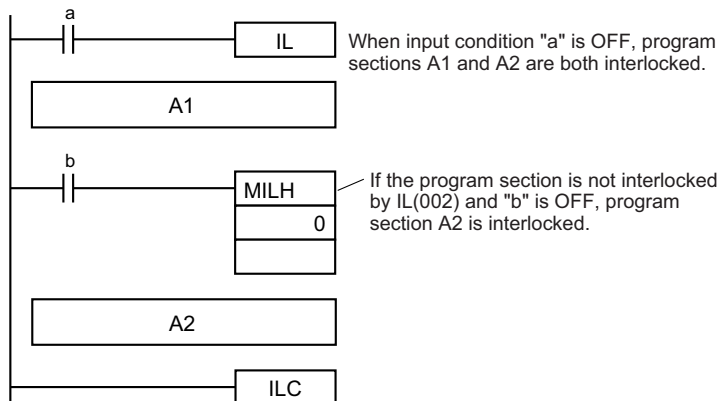 a
IL
When input condition "a" is OFF, program
sections A1 and A2 are both interlocked.
A1
b
MILH
0
If the program section is not interlocked
by IL(002) and "b" is OFF, program
section A2 is interlocked.
A2
ILC